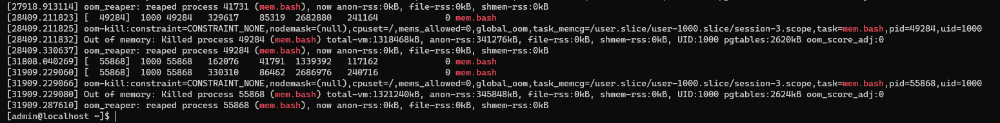 [27918.913114] oom_reaper: reaped process 41731 (mem.bash), now anon-rss:0kB, file-rss:0kB, shmem-rss:0kB
[28409.211823] [  49284]  1000 49284   329617    85319  2682880   241164             0 mem.bash
[28409.211825] oom-kill:constraint=CONSTRAINT_NONE,nodemask=(null),cpuset=/,mems_allowed=0,global_oom,task_memcg=/user.slice/user-1000.slice/session-3.scope,task=mem.bash,pid=49284,uid=1000
[28409.211832] Out of memory: Killed process 49284 (mem.bash) total-vm:1318468kB, anon-rss:341276kB, file-rss:0kB, shmem-rss:0kB, UID:1000 pgtables:2620kB oom_score_adj:0
[28409.330637] oom_reaper: reaped process 49284 (mem.bash), now anon-rss:0kB, file-rss:0kB, shmem-rss:0kB
[31808.040269] [  55868]  1000 55868   162076    41791  1339392   117162             0 mem.bash
[31909.229060] [  55868]  1000 55868   330310    86462  2686976   240716             0 mem.bash
[31909.229066] oom-kill:constraint=CONSTRAINT_NONE,nodemask=(null),cpuset=/,mems_allowed=0,global_oom,task_memcg=/user.slice/user-1000.slice/session-3.scope,task=mem.bash,pid=55868,uid=1000
[31909.229080] Out of memory: Killed process 55868 (mem.bash) total-vm:1321240kB, anon-rss:345848kB, file-rss:0kB, shmem-rss:0kB, UID:1000 pgtables:2624kB oom_score_adj:0
[31909.287610] oom_reaper: reaped process 55868 (mem.bash), now anon-rss:0kB, file-rss:0kB, shmem-rss:0kB
[admin@localhost ~]$